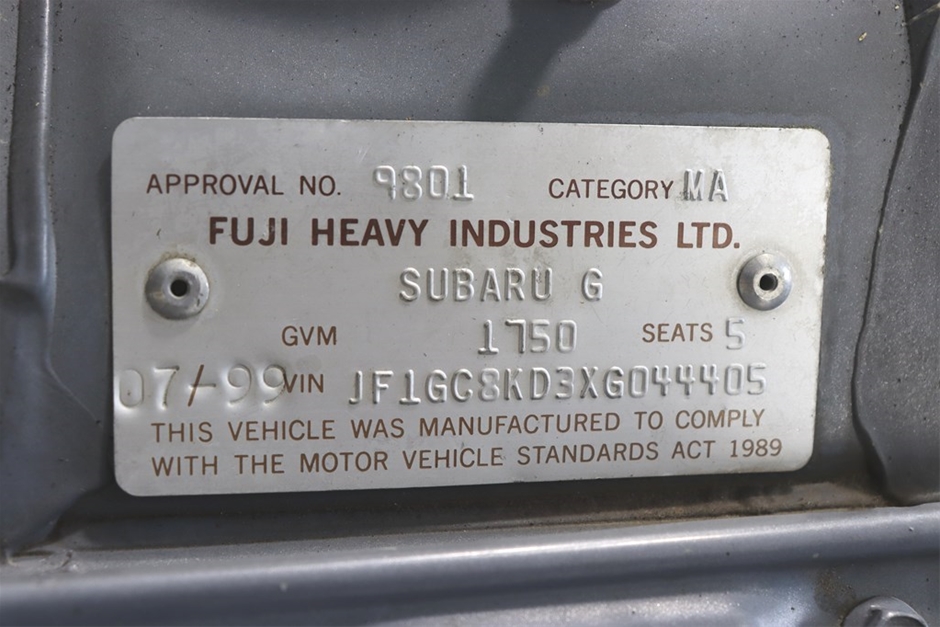 APPROVAL NO. 9801 CATEGORY MA
FUJI HEAVY INDUSTRIES LTD.
SUBARU G
GVM 1750 SEATS 5
07/-99 VIN JF1GC8KD3XG044405
THIS VEHICLE WAS MANUFACTURED TO COMPLY
WITH THE MOTOR VEHICLE STANDARDS ACT 1989